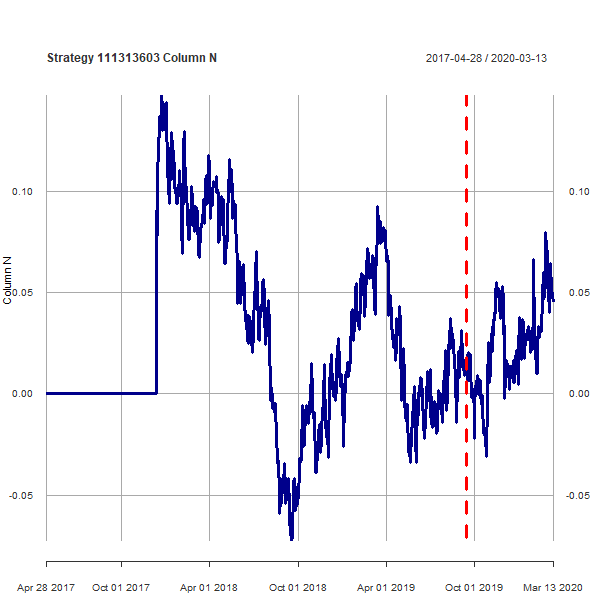 Strategy 111313603 Column N
2017-04-28 / 2020-03-13
0.10
0.10
Column N
0.05
0.05
0.00
0.00
-0.05
-0.05
Apr 28 2017
Oct 01 2017
Apr 01 2018
Oct 01 2018
Apr 01 2019
Oct 01 2019
Mar 13 2020